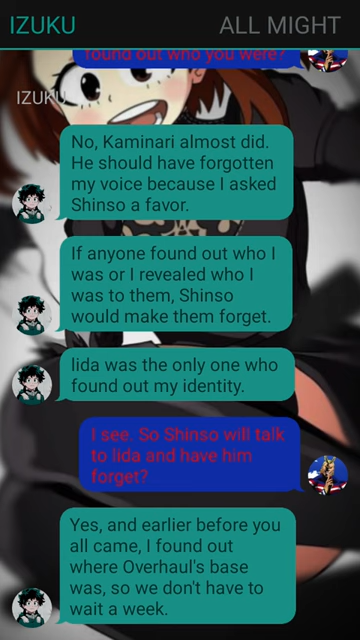 IZUKU
ALL MIGHT
found out who you were?
IZUKU
No, Kaminari almost did.
He should have forgotten
my voice because I asked
Shinso a favor.
If anyone found out who I
was or I revealed who I
was to them, Shinso
would make them forget.
Iida was the only one who
found out my identity.
I see. So Shinso will talk
to Iida and have him
forget?
Yes, and earlier before you
all came, I found out
where Overhaul's base
was, so we don't have to
wait a week.